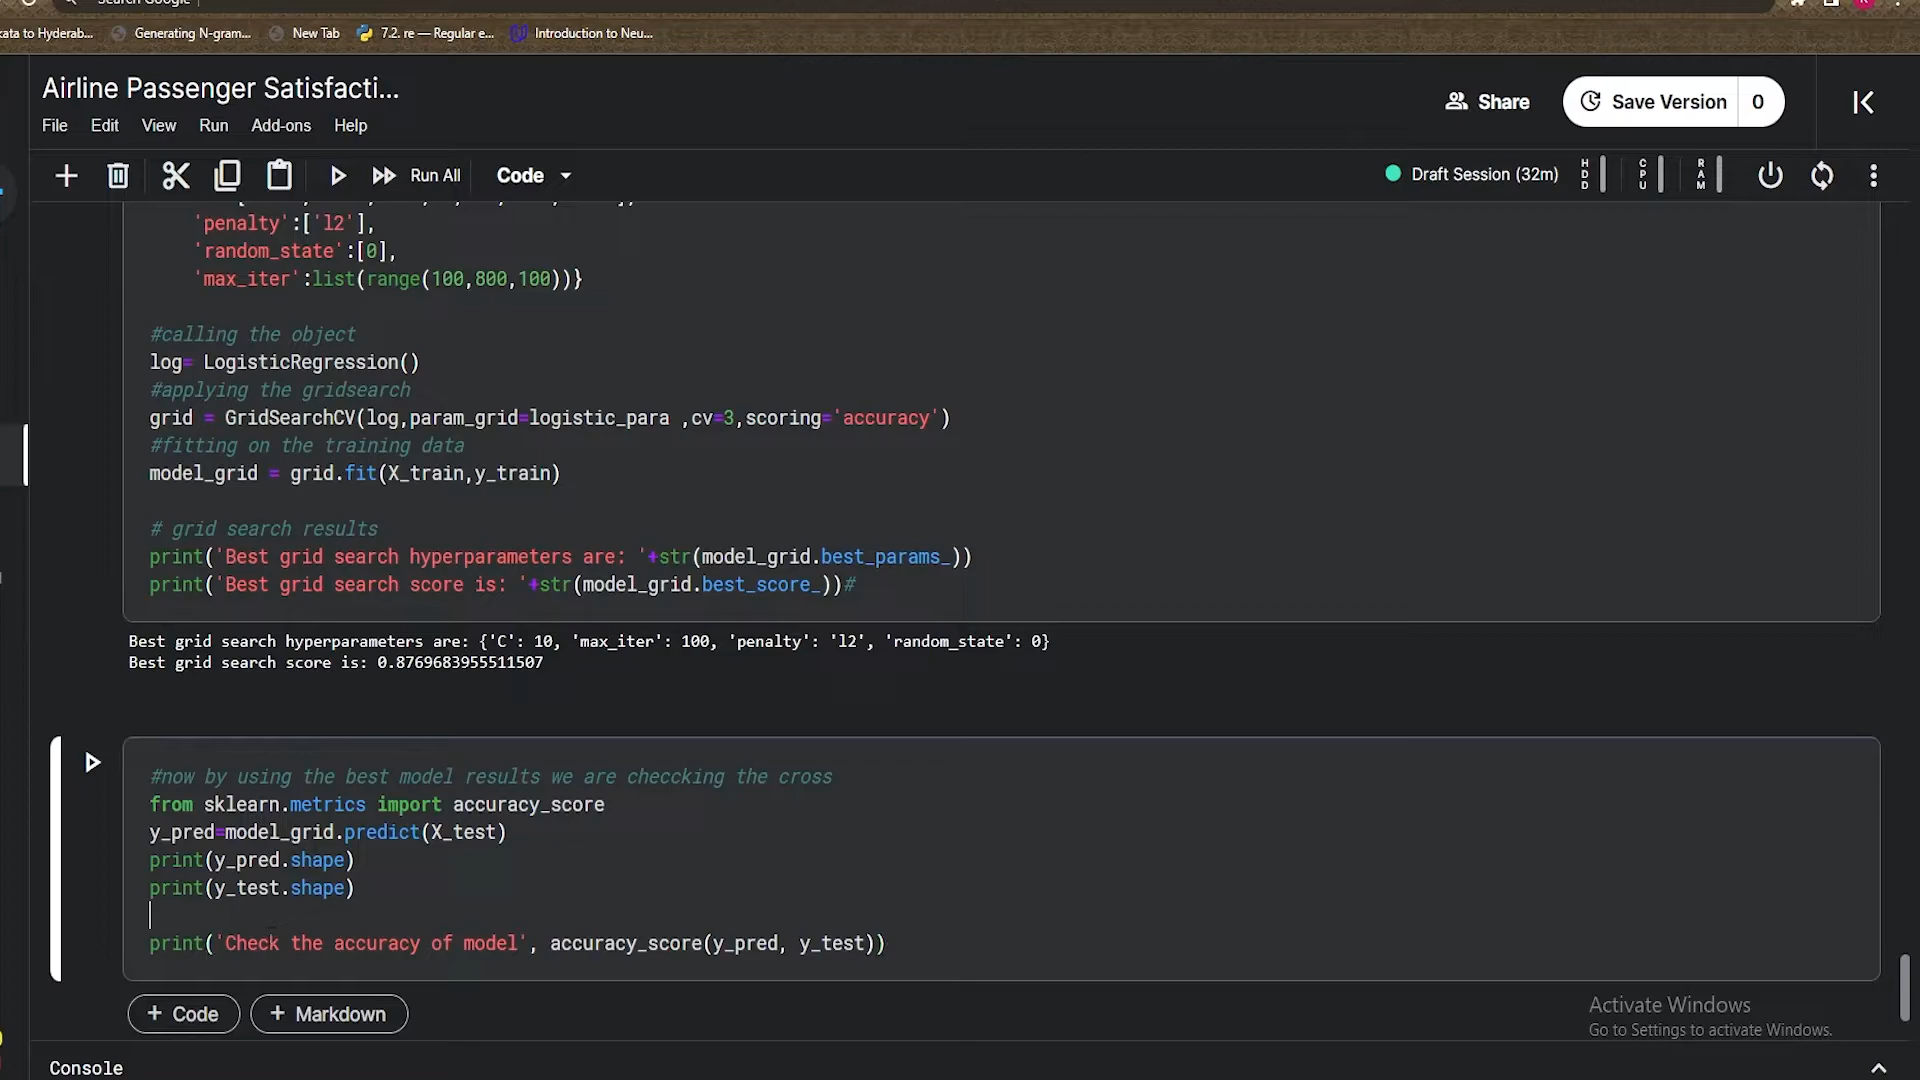 Search Google
kata to Hyderab...
Generating N-gram...
New Tab
7.2. re — Regular e...
Introduction to Neu...
Airline Passenger Satisfacti...
Share
Save Version
0
File
Edit
View
Run
Add-ons
Help
Run All
Code
Draft Session (32m)
HDD
CPU
RAM
'penalty':['l2'],
'random_state':[0],
'max_iter':list(range(100,800,100))}
#calling the object
log= LogisticRegression()
#applying the gridsearch
grid = GridSearchCV(log,param_grid=logistic_para ,cv=3,scoring='accuracy')
#fitting on the training data
model_grid = grid.fit(X_train,y_train)
# grid search results
print('Best grid search hyperparameters are: '+str(model_grid.best_params_))
print('Best grid search score is: '+str(model_grid.best_score_))#
Best grid search hyperparameters are: {'C': 10, 'max_iter': 100, 'penalty': 'l2', 'random_state': 0}
Best grid search score is: 0.8769683955511507
#now by using the best model results we are checcking the cross
from sklearn.metrics import accuracy_score
y_pred=model_grid.predict(X_test)
print(y_pred.shape)
print(y_test.shape)
print('Check the accuracy of model', accuracy_score(y_pred, y_test))
+ Code
+ Markdown
Activate Windows
Go to Settings to activate Windows.
Console